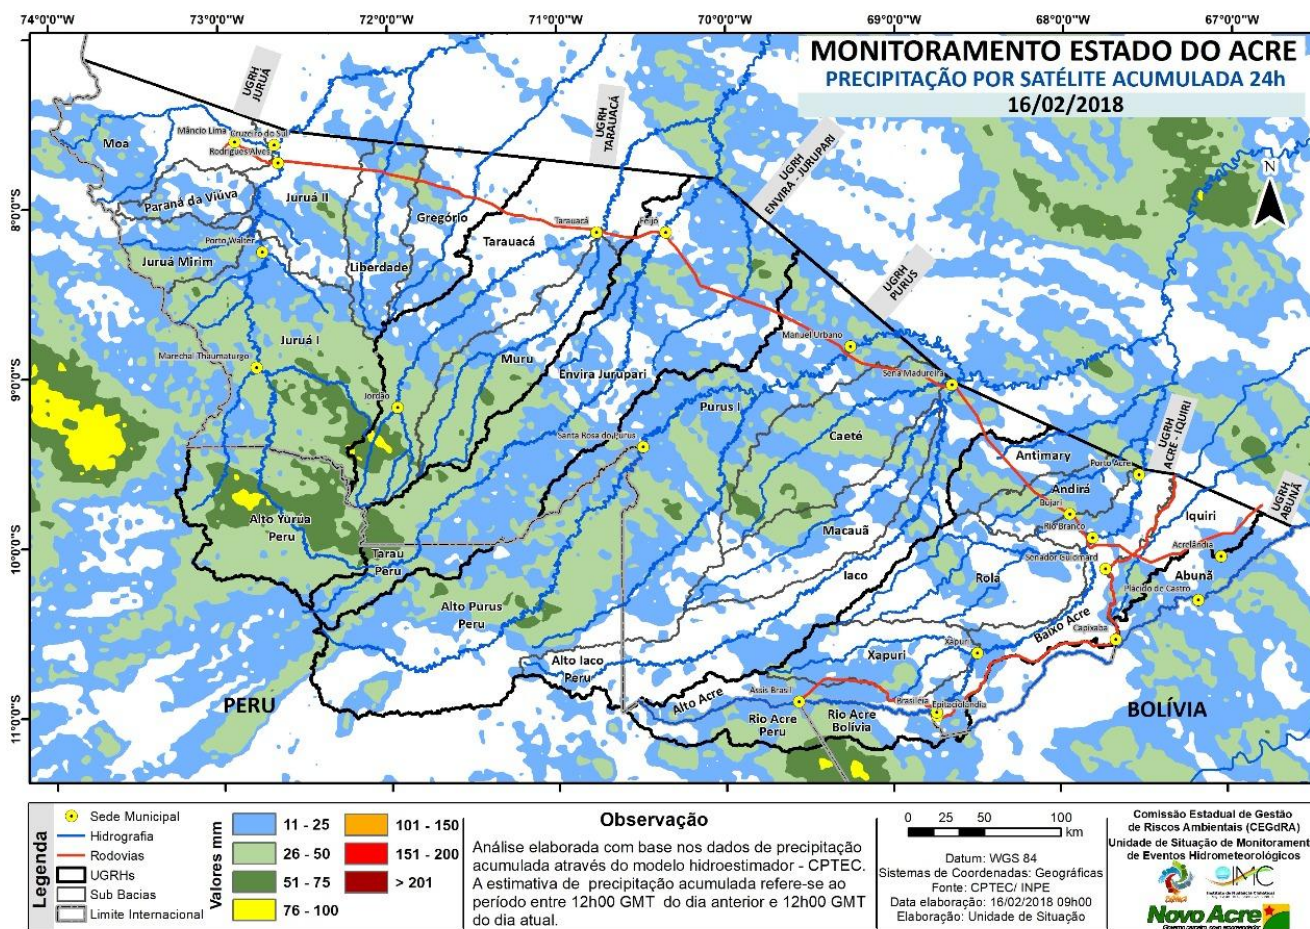 74°0'0"W 73°0'0"W 72°0'0"W 71°0'0"W 70°0'0"W 69°0'0"W 68°0'0"W 67°0'0"W
MONITORAMENTO ESTADO DO ACRE
PRECIPITAÇÃO POR SATÉLITE ACUMULADA 24h
16/02/2018
8°0'0"S
9°0'0"S
10°0'0"S
11°0'0"S
N
UGRH
JURUÁ
UGRH
TARAUACÁ
UGRH
ENVIRA - JURUPARI
UGRH
PURUS
UGRH
ACRE - IQUIRI
UGRH
ABUNÃ
Mâncio Lima
Cruzeiro do Sul
Moa
Rodrigues Alves
Paraná da Viúva
Juruá II
Gregório
Tarauacá
Feijó
Tarauacá
Porto Walter
Juruá Mirim
Liberdade
Juruá I
Marechal Thaumaturgo
Muru
Envira Jurupari
Jordão
Manuel Urbano
Sena Madureira
Purus I
Santa Rosa do Purus
Caeté
Antimary
Porto Acre
Andirá
Bujari
Rio Branco
Iquiri
Acrelândia
Senador Guiomard
Abunã
Plácido de Castro
Macauã
Iaco
Rola
Alto Yurúa
Peru
Tarau
Peru
Alto Purus
Peru
Baixo Acre
Capixaba
Xapuri
Xapuri
Alto Iaco
Peru
Alto Acre
Assis Brasil
Brasiléia
Epitaciolândia
Rio Acre
Peru
Rio Acre
Bolívia
PERU
BOLÍVIA
Legenda
Sede Municipal
Hidrografia
Rodovias
UGRHs
Sub Bacias
Limite Internacional
Valores mm
11 - 25
26 - 50
51 - 75
76 - 100
101 - 150
151 - 200
> 201
Observação
Análise elaborada com base nos dados de precipitação
acumulada através do modelo hidroestimador - CPTEC.
A estimativa de precipitação acumulada refere-se ao
período entre 12h00 GMT do dia anterior e 12h00 GMT
do dia atual.
0 25 50 100
km
Datum: WGS 84
Sistemas de Coordenadas: Geográficas
Fonte: CPTEC/ INPE
Data elaboração: 16/02/2018 09h00
Elaboração: Unidade de Situação
Comissão Estadual de Gestão
de Riscos Ambientais (CEGdRA)
Unidade de Situação de Monitorament
de Eventos Hidrometeorológicos
IMC
Novo Acre